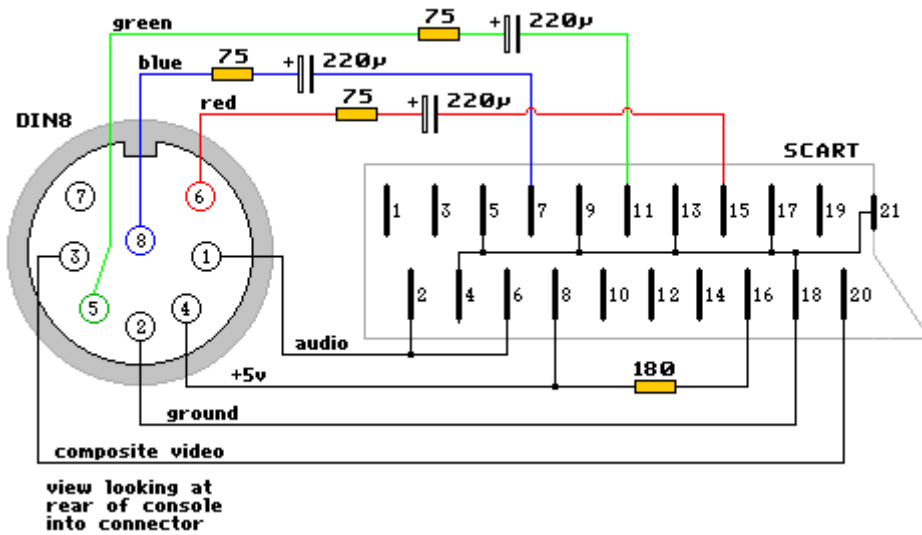 green
75
+
220µ
blue
75
+
220µ
red
75
+
220µ
DIN8
SCART
7
6
3
8
1
5
2
4
1
3
5
7
9
11
13
15
17
19
21
2
4
6
8
10
12
14
16
18
20
audio
+5v
180
ground
composite video
view looking at
rear of console
into connector